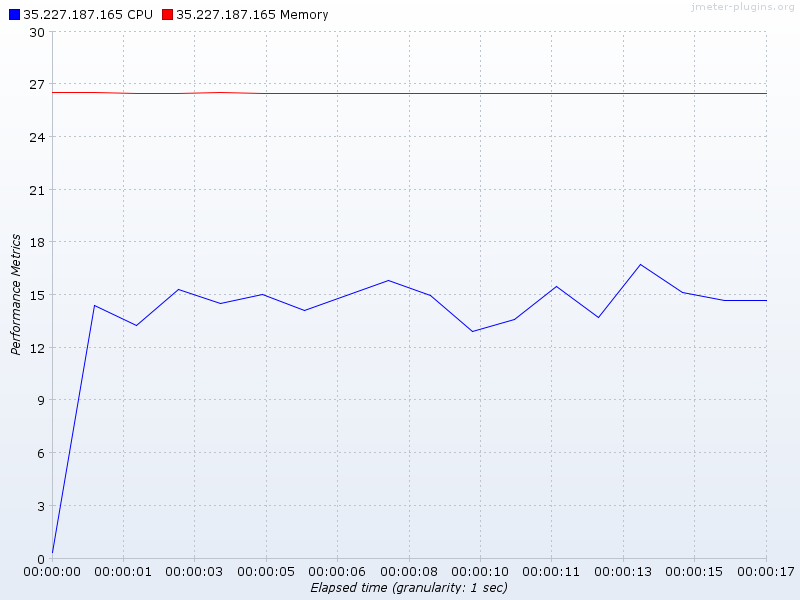 35.227.187.165 CPU 35.227.187.165 Memory
jmeter-plugins.org
30
27
24
21
18
15
12
9
6
3
0
Performance Metrics
00:00:00 00:00:01 00:00:03 00:00:05 00:00:06 00:00:08 00:00:10 00:00:11 00:00:13 00:00:15 00:00:17
Elapsed time (granularity: 1 sec)